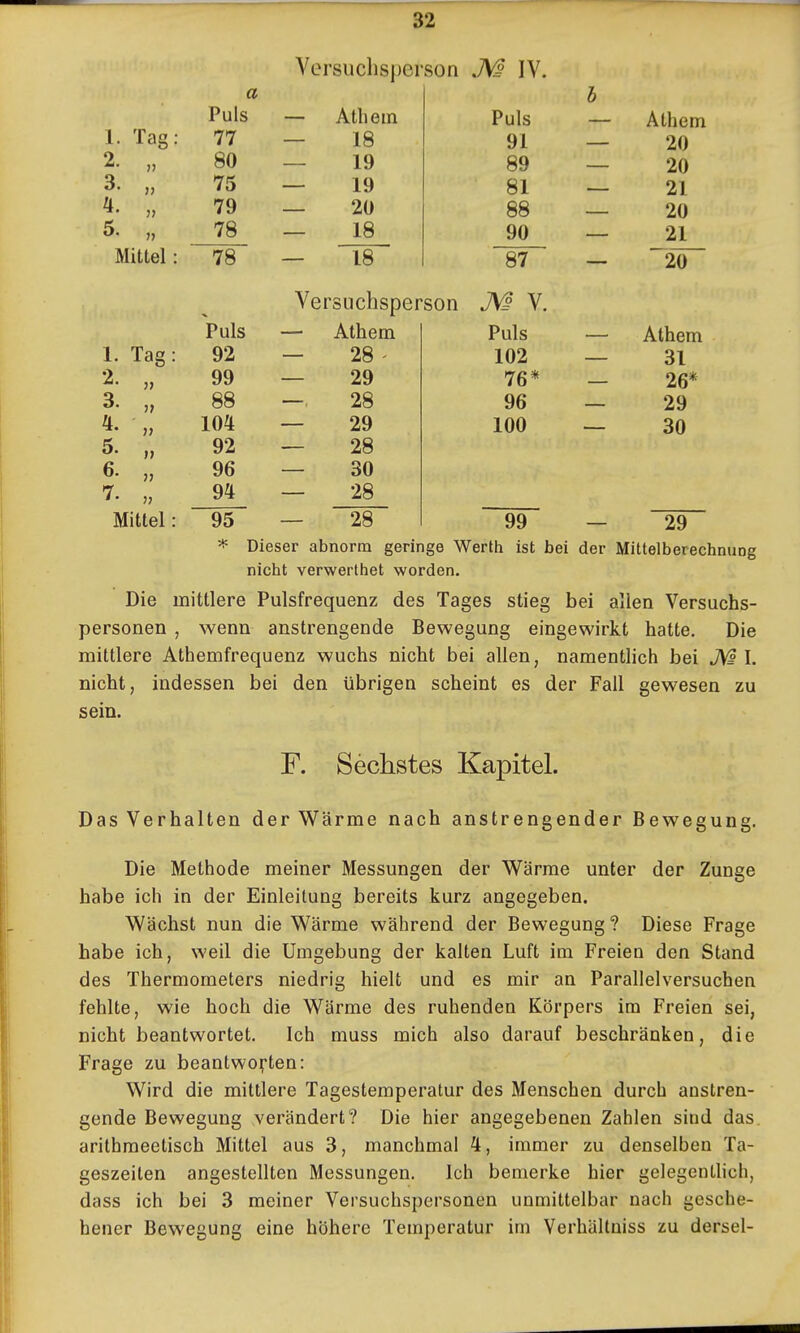 32
Versuchsperson № IV.
a b
Puls — Athem Puls — Athem
1. Tag: 77 — 18 91 — 20
2. „ 80 — 19 89 — 20
3. „ 75 — 19 81 — 21
4. „ 79 — 20 88 — 20
5. „ 78 — 18 90 — 21
Mittel: 78 — 18 87 — 20
Versuchsperson № V.
Puls — Athem Puls — Athem
1. Tag: 92 — 28 102 — 31
2. „ 99 — 29 76* — 26*
3. „ 88 — 28 96 — 29
4. „ 104 — 29 100 — 30
5. „ 92 — 28
6. „ 96 — 30
7. „ 94 — 28
Mittel: 95 — 28 99 — 29
* Dieser abnorm geringe Werth ist bei der Mittelberechnung
nicht verwerthet worden.
Die mittlere Pulsfrequenz des Tages stieg bei allen Versuchs-
personen , wenn anstrengende Bewegung eingewirkt hatte. Die
mittlere Athemfrequenz wuchs nicht bei allen, namentlich bei № I.
nicht, indessen bei den übrigen scheint es der Fall gewesen zu
sein.
F. Sechstes Kapitel.
Das Verhalten der Wärme nach anstrengender Bewegung.
Die Methode meiner Messungen der Wärme unter der Zunge
habe ich in der Einleitung bereits kurz angegeben.
Wächst nun die Wärme während der Bewegung? Diese Frage
habe ich, weil die Umgebung der kalten Luft im Freien den Stand
des Thermometers niedrig hielt und es mir an Parallelversuchen
fehlte, wie hoch die Wärme des ruhenden Körpers im Freien sei,
nicht beantwortet. Ich muss mich also darauf beschränken, die
Frage zu beantworten:
Wird die mittlere Tagestemperatur des Menschen durch anstren-
gende Bewegung verändert? Die hier angegebenen Zahlen sind das
arithmeetisch Mittel aus 3, manchmal 4, immer zu denselben Ta-
geszeiten angestellten Messungen. Ich bemerke hier gelegentlich,
dass ich bei 3 meiner Versuchspersonen unmittelbar nach gesche-
hener Bewegung eine höhere Temperatur im Verhältniss zu dersel-